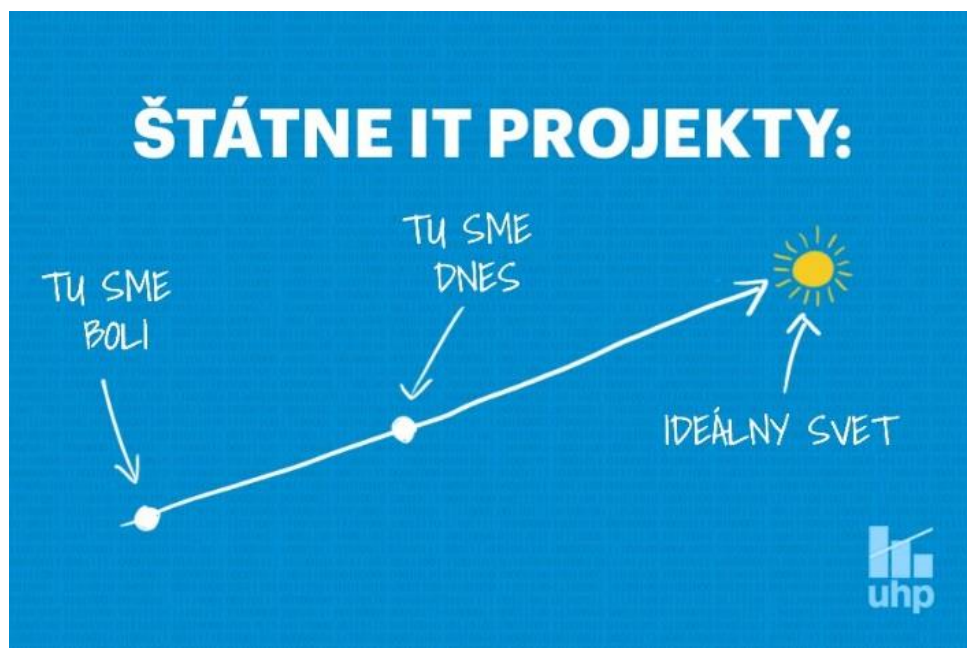 ŠTÁTNE IT PROJEKTY:
TU SME
BOLI
TU SME
DNES
IDEÁLNY SVET
uhp